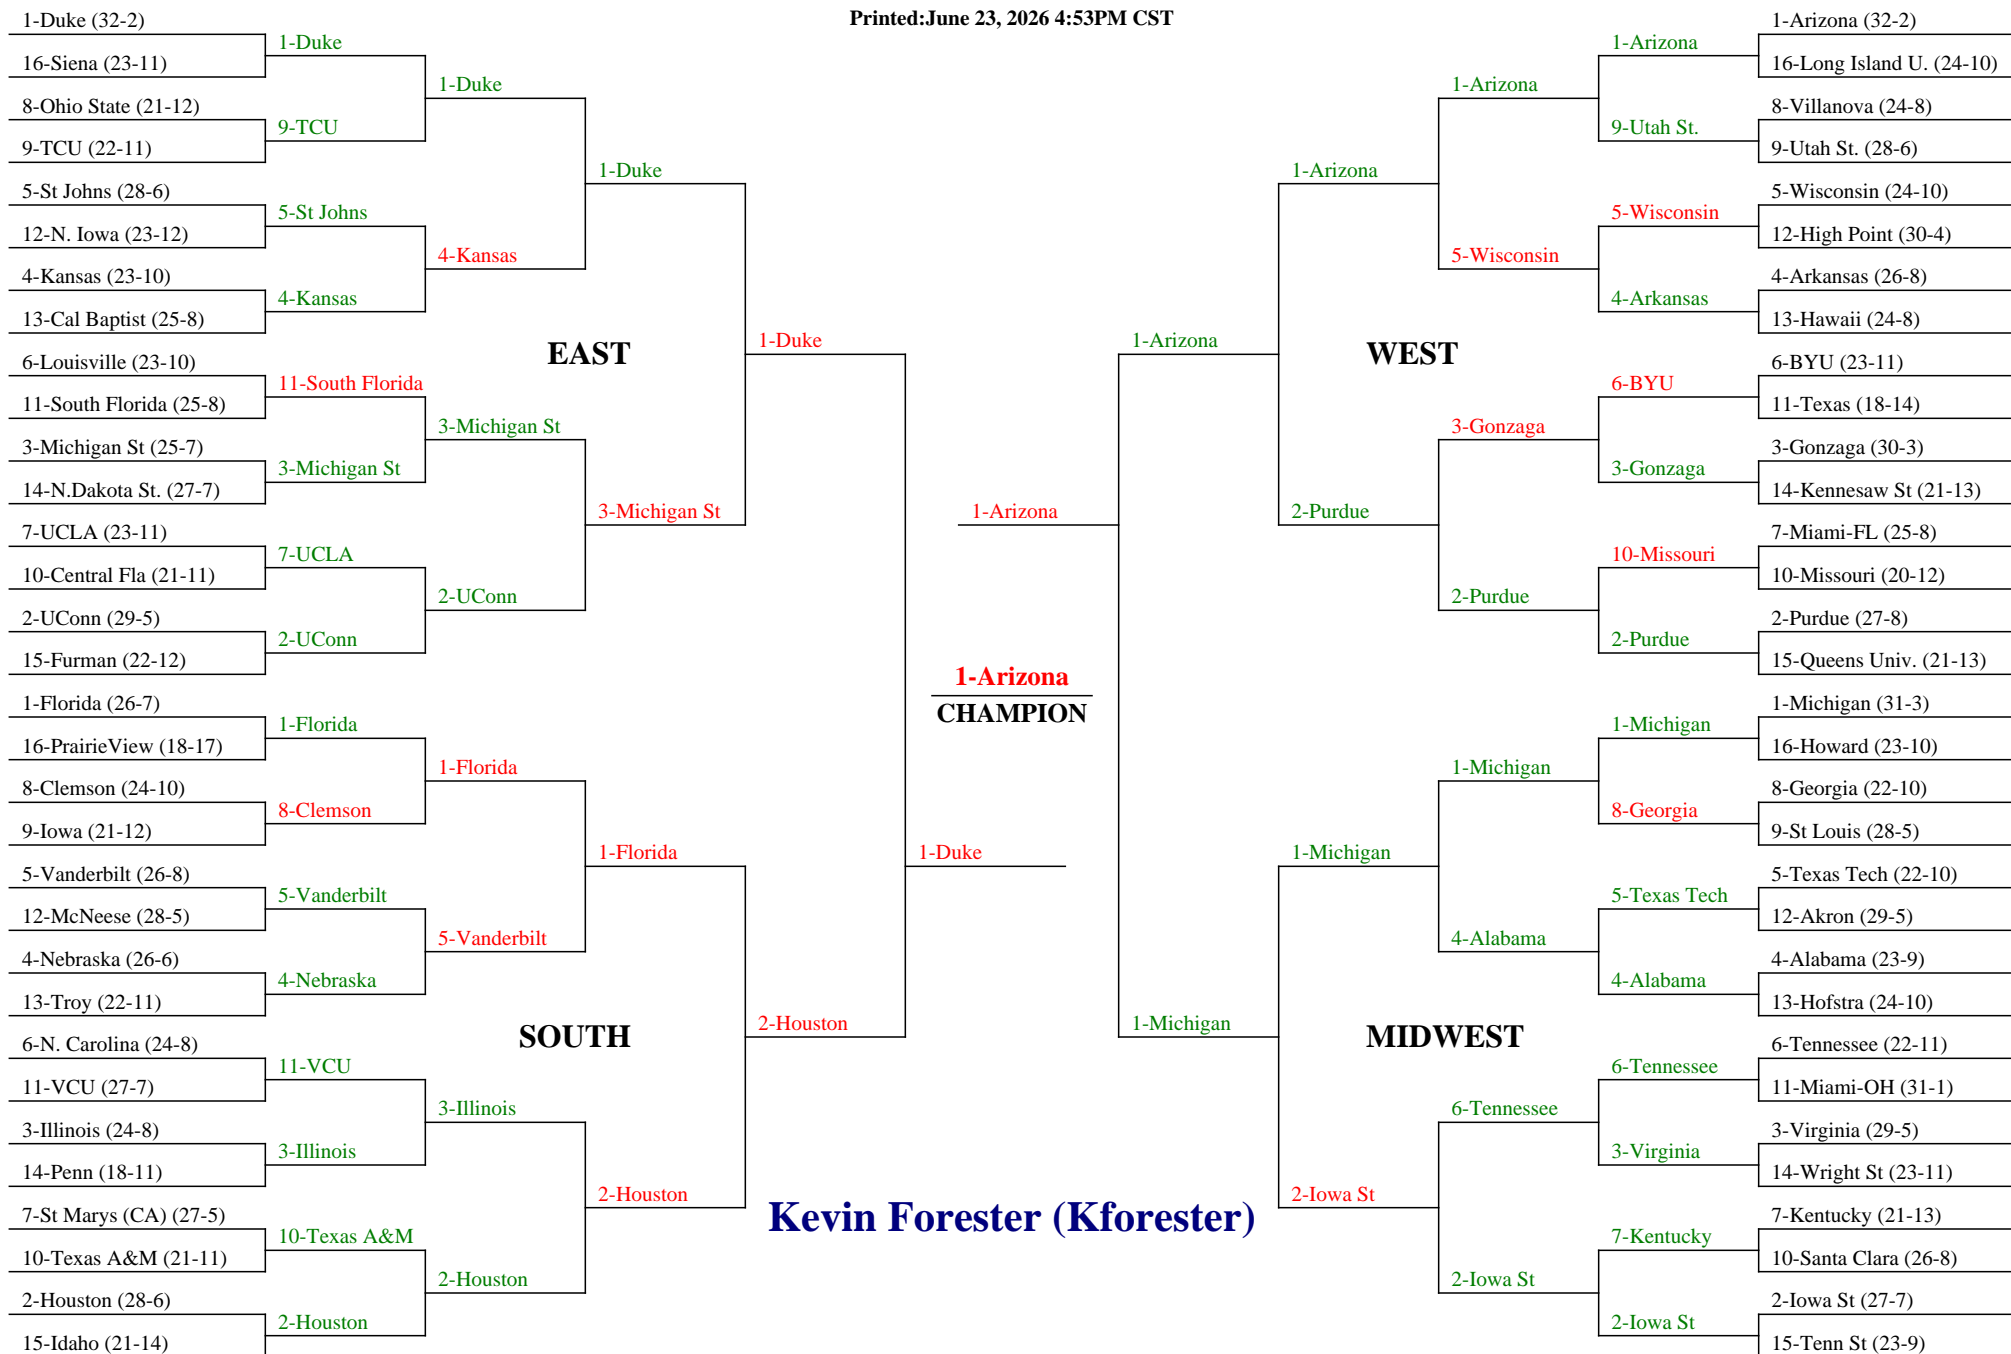 Printed:June 23, 2026 4:53PM CST
1-Duke (32-2)
16-Siena (23-11)
8-Ohio State (21-12)
9-TCU (22-11)
5-St Johns (28-6)
12-N. Iowa (23-12)
4-Kansas (23-10)
13-Cal Baptist (25-8)
6-Louisville (23-10)
11-South Florida (25-8)
3-Michigan St (25-7)
14-N.Dakota St. (27-7)
7-UCLA (23-11)
10-Central Fla (21-11)
2-UConn (29-5)
15-Furman (22-12)
1-Florida (26-7)
16-PrairieView (18-17)
8-Clemson (24-10)
9-Iowa (21-12)
5-Vanderbilt (26-8)
12-McNeese (28-5)
4-Nebraska (26-6)
13-Troy (22-11)
6-N. Carolina (24-8)
11-VCU (27-7)
3-Illinois (24-8)
14-Penn (18-11)
7-St Marys (CA) (27-5)
10-Texas A&M (21-11)
2-Houston (28-6)
15-Idaho (21-14)
1-Duke
9-TCU
5-St Johns
4-Kansas
11-South Florida
3-Michigan St
7-UCLA
2-UConn
1-Florida
8-Clemson
5-Vanderbilt
4-Nebraska
11-VCU
3-Illinois
10-Texas A&M
2-Houston
1-Duke
4-Kansas
3-Michigan St
2-UConn
1-Florida
5-Vanderbilt
3-Illinois
2-Houston
1-Duke
3-Michigan St
1-Florida
2-Houston
EAST
SOUTH
1-Duke
2-Houston
1-Duke
1-Arizona
1-Arizona
CHAMPION
Kevin Forester (Kforester)
1-Arizona
1-Michigan
WEST
MIDWEST
1-Arizona
2-Purdue
1-Michigan
2-Iowa St
1-Arizona
5-Wisconsin
3-Gonzaga
2-Purdue
1-Michigan
4-Alabama
6-Tennessee
2-Iowa St
1-Arizona
9-Utah St.
5-Wisconsin
4-Arkansas
6-BYU
3-Gonzaga
10-Missouri
2-Purdue
1-Michigan
8-Georgia
5-Texas Tech
4-Alabama
6-Tennessee
3-Virginia
7-Kentucky
2-Iowa St
1-Arizona (32-2)
16-Long Island U. (24-10)
8-Villanova (24-8)
9-Utah St. (28-6)
5-Wisconsin (24-10)
12-High Point (30-4)
4-Arkansas (26-8)
13-Hawaii (24-8)
6-BYU (23-11)
11-Texas (18-14)
3-Gonzaga (30-3)
14-Kennesaw St (21-13)
7-Miami-FL (25-8)
10-Missouri (20-12)
2-Purdue (27-8)
15-Queens Univ. (21-13)
1-Michigan (31-3)
16-Howard (23-10)
8-Georgia (22-10)
9-St Louis (28-5)
5-Texas Tech (22-10)
12-Akron (29-5)
4-Alabama (23-9)
13-Hofstra (24-10)
6-Tennessee (22-11)
11-Miami-OH (31-1)
3-Virginia (29-5)
14-Wright St (23-11)
7-Kentucky (21-13)
10-Santa Clara (26-8)
2-Iowa St (27-7)
15-Tenn St (23-9)